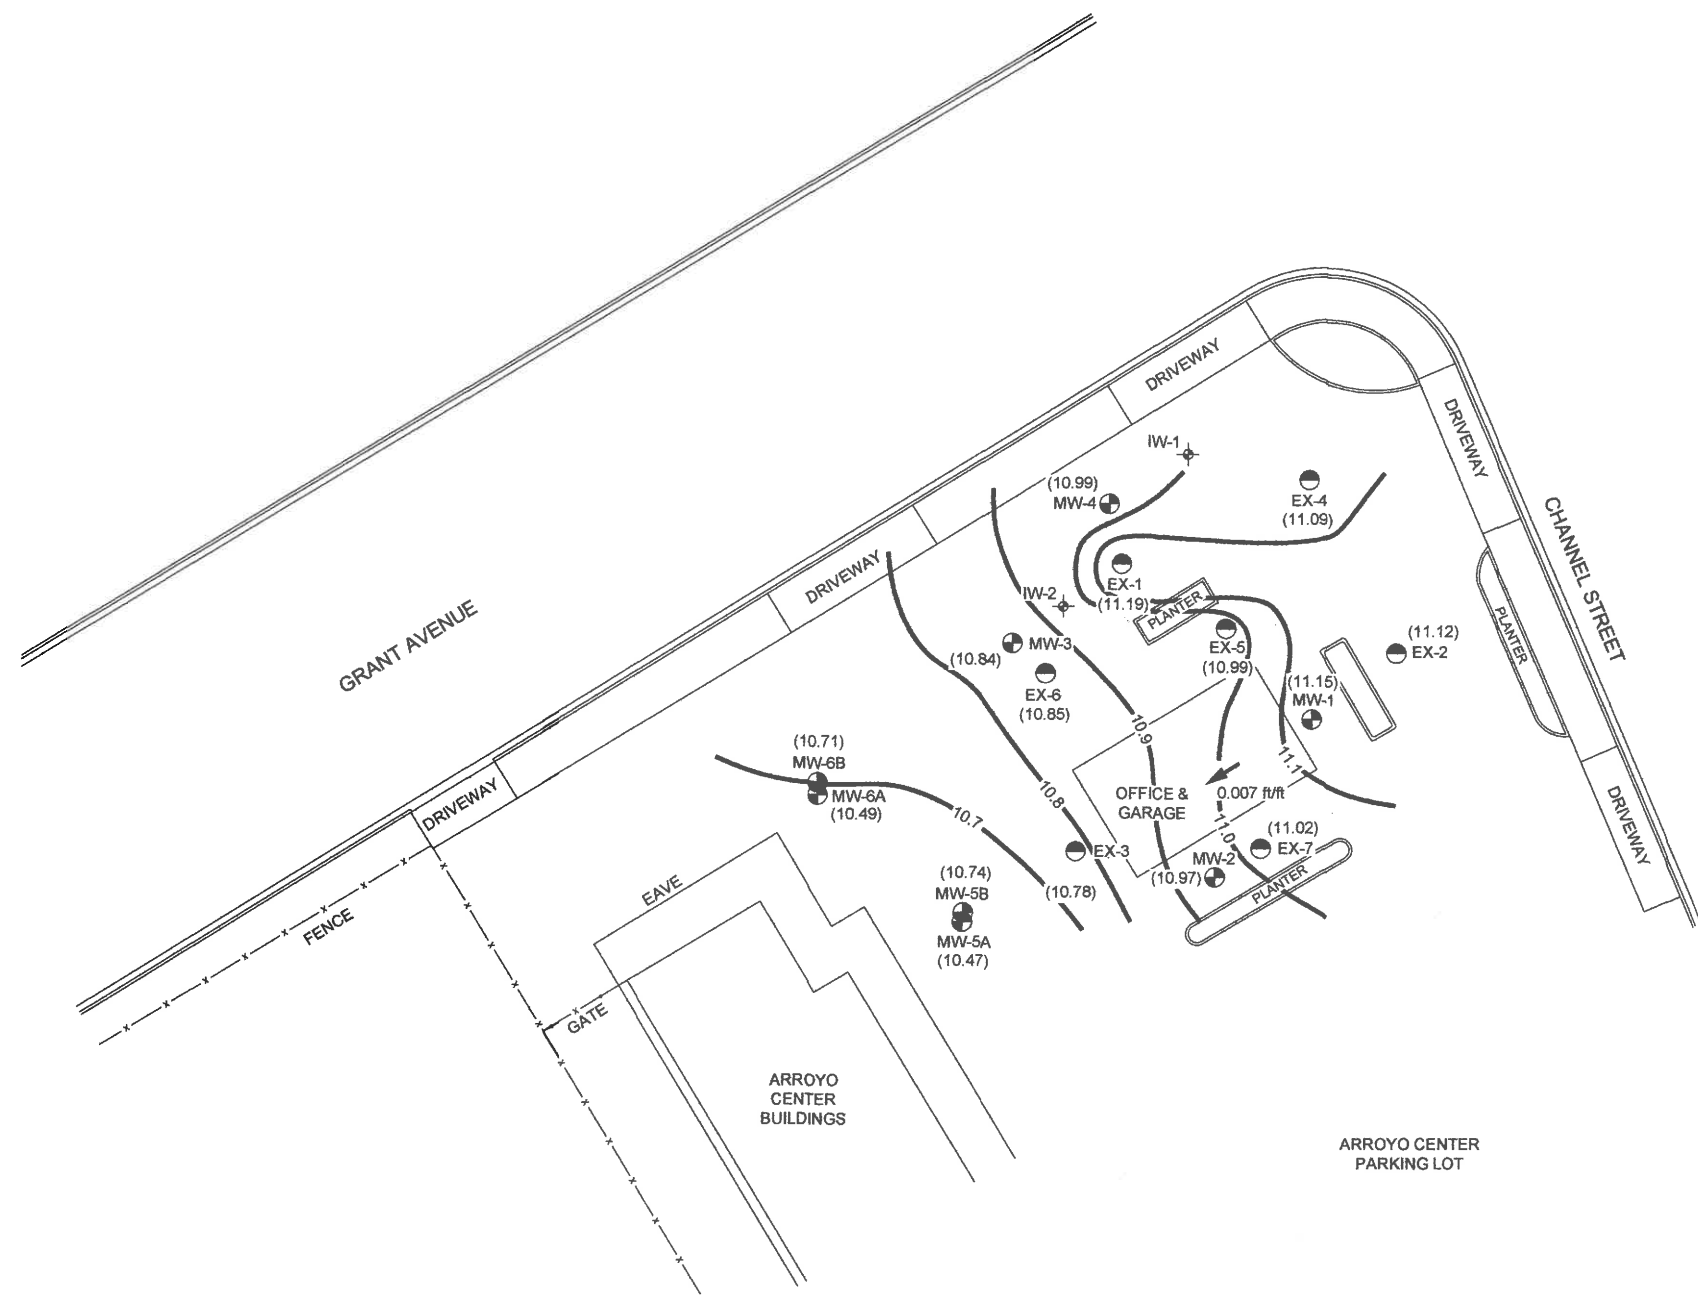 DRIVEWAY
DRIVEWAY
IW-1
(10.99)
MW-4
EX-4
(11.09)
CHANNEL STREET
DRIVEWAY
EX-1
(11.19)
PLANTER
IW-2
GRANT AVENUE
PLANTER
MW-3
(10.84)
EX-5
(10.99)
(11.12)
EX-2
EX-6
(10.85)
(11.15)
MW-1
10.9
(10.71)
MW-6B
MW-6A
(10.49)
11.1
10.8
OFFICE &
GARAGE
0.007 ft/ft
DRIVEWAY
DRIVEWAY
10.7
11.0
(11.02)
EX-7
EX-3
MW-2
(10.97)
(10.78)
PLANTER
(10.74)
MW-5B
MW-5A
(10.47)
EAVE
FENCE
GATE
ARROYO
CENTER
BUILDINGS
ARROYO CENTER
PARKING LOT